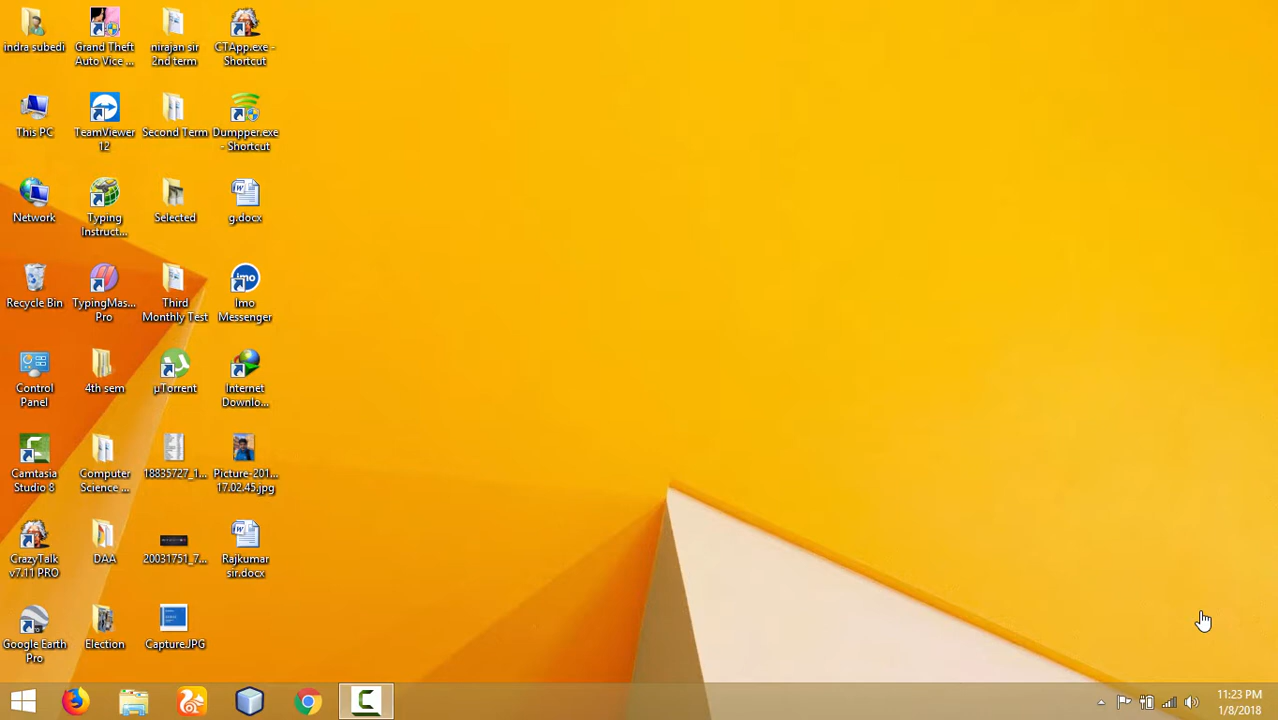 indra subedi
Grand Theft
Auto Vice ...
nirajan sir
2nd term
CTApp.exe -
Shortcut
This PC
TeamViewer
12
Second Term
Dumpper.exe
- Shortcut
Network
Typing
Instruct...
Selected
g.docx
Recycle Bin
TypingMas...
Pro
Third
Monthly Test
imo
Imo
Messenger
Control
Panel
4th sem
µTorrent
Internet
Downlo...
Camtasia
Studio 8
Computer
Science ...
18835727_1...
Picture-201...
17.02.45.jpg
CrazyTalk
v7.11 PRO
DAA
20031751_7...
Rajkumar
sir.docx
Google Earth
Pro
Election
Capture.JPG
11:23 PM
1/8/2018